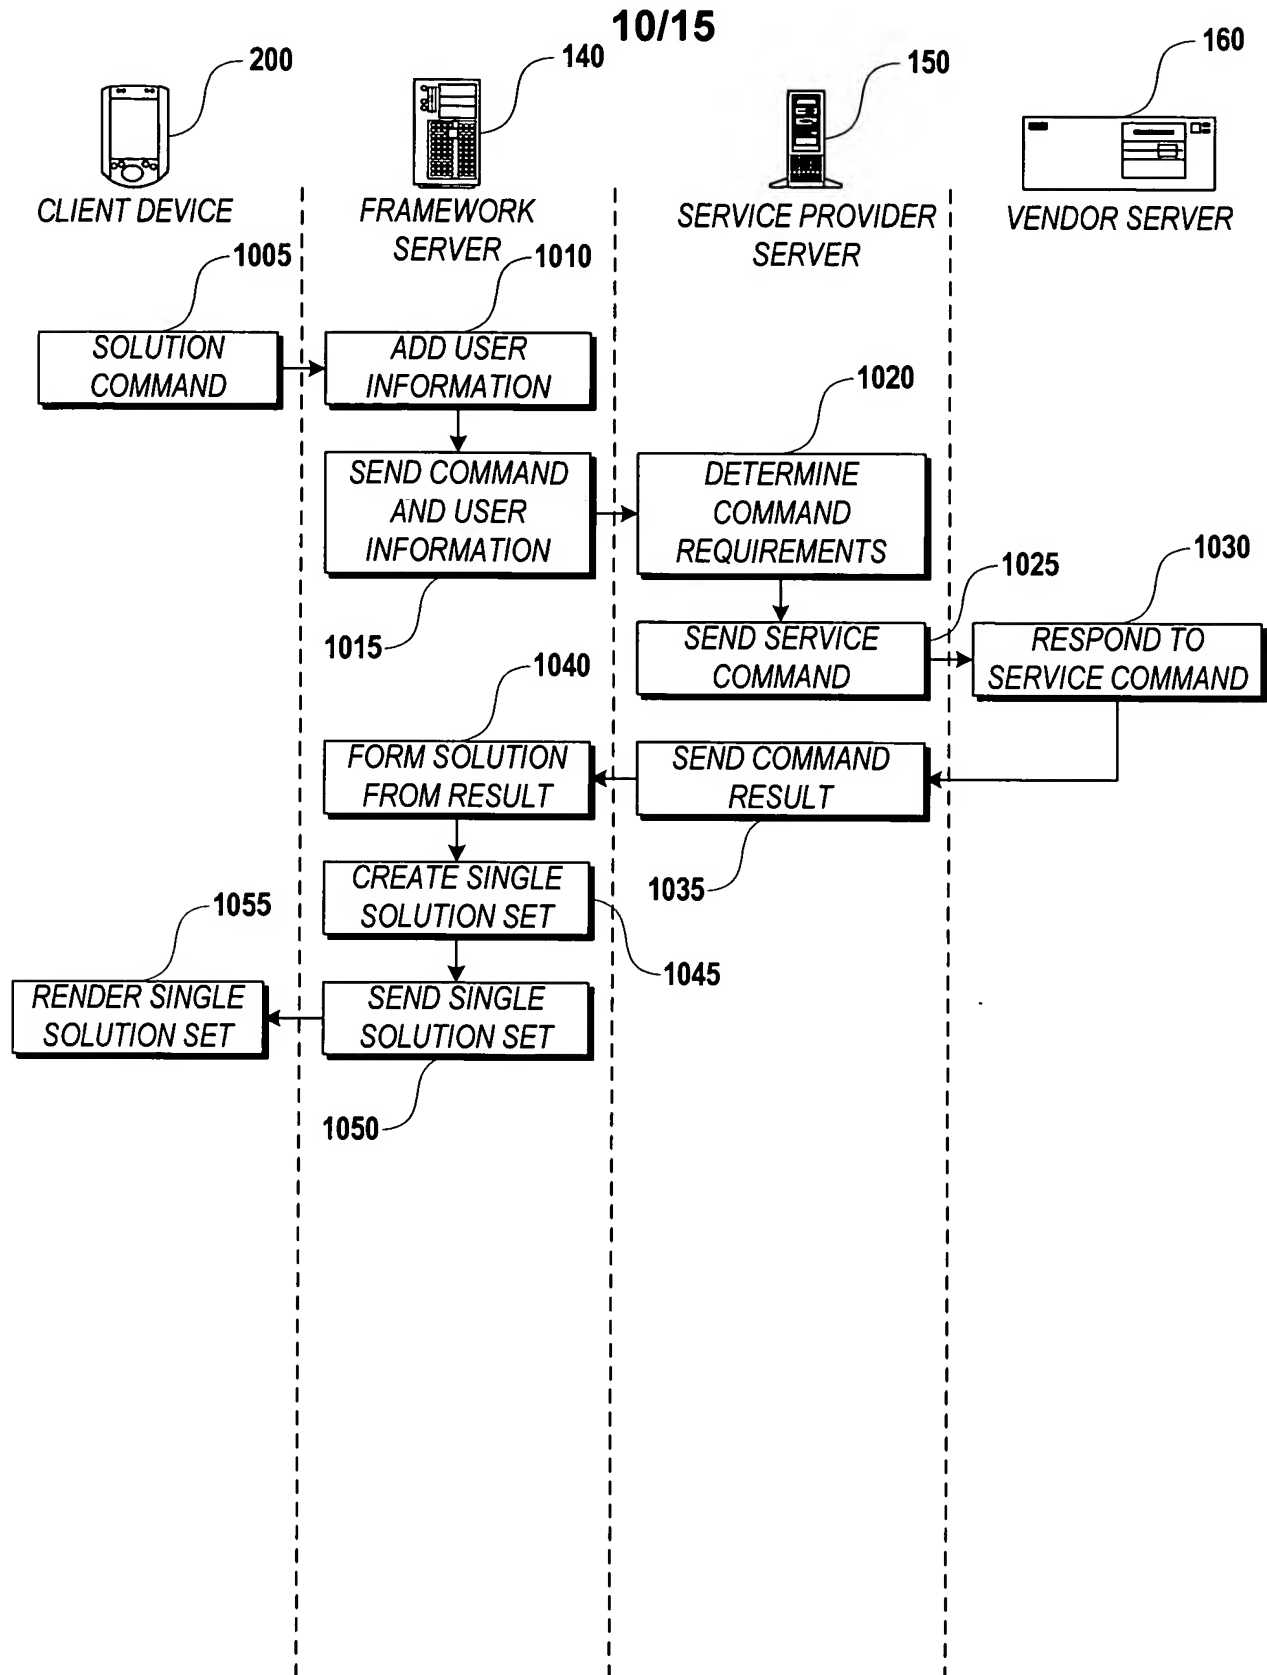 10/15
200
140
150
160
CLIENT DEVICE
FRAMEWORK
SERVER
SERVICE PROVIDER
SERVER
VENDOR SERVER
1005
1010
SOLUTION
COMMAND
ADD USER
INFORMATION
1020
SEND COMMAND
AND USER
INFORMATION
DETERMINE
COMMAND
REQUIREMENTS
1015
1025
1030
SEND SERVICE
COMMAND
RESPOND TO
SERVICE COMMAND
1040
FORM SOLUTION
FROM RESULT
SEND COMMAND
RESULT
1035
CREATE SINGLE
SOLUTION SET
1045
1055
RENDER SINGLE
SOLUTION SET
SEND SINGLE
SOLUTION SET
1050